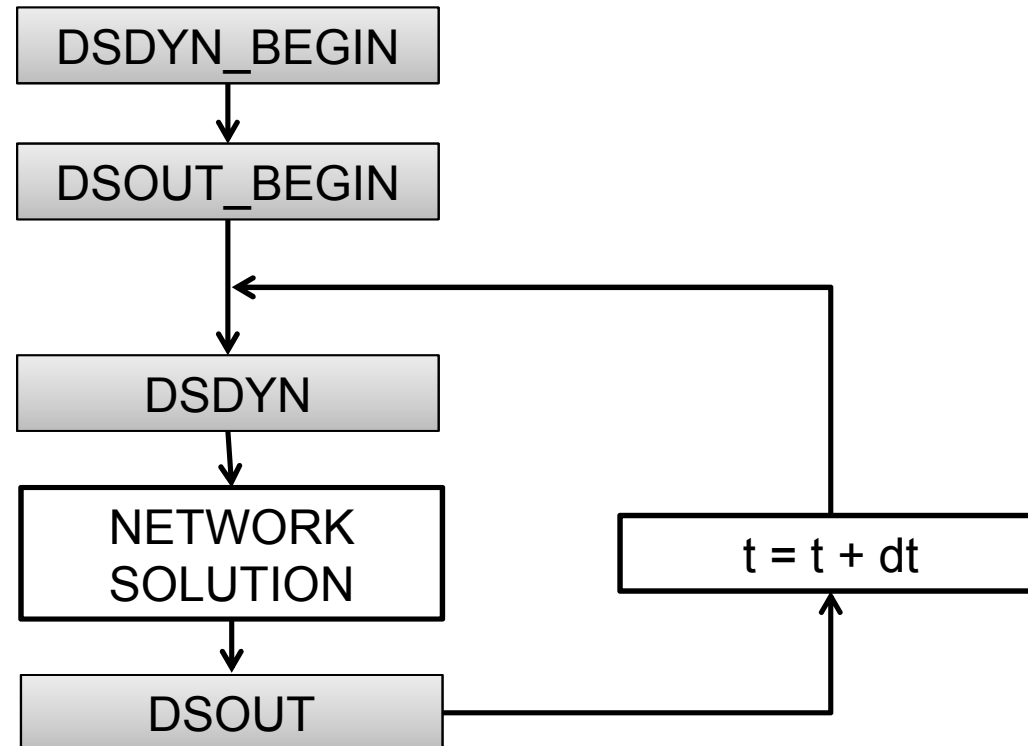 DSDYN_BEGIN
DSOUT_BEGIN
DSDYN
NETWORK
SOLUTION
t = t + dt
DSOUT